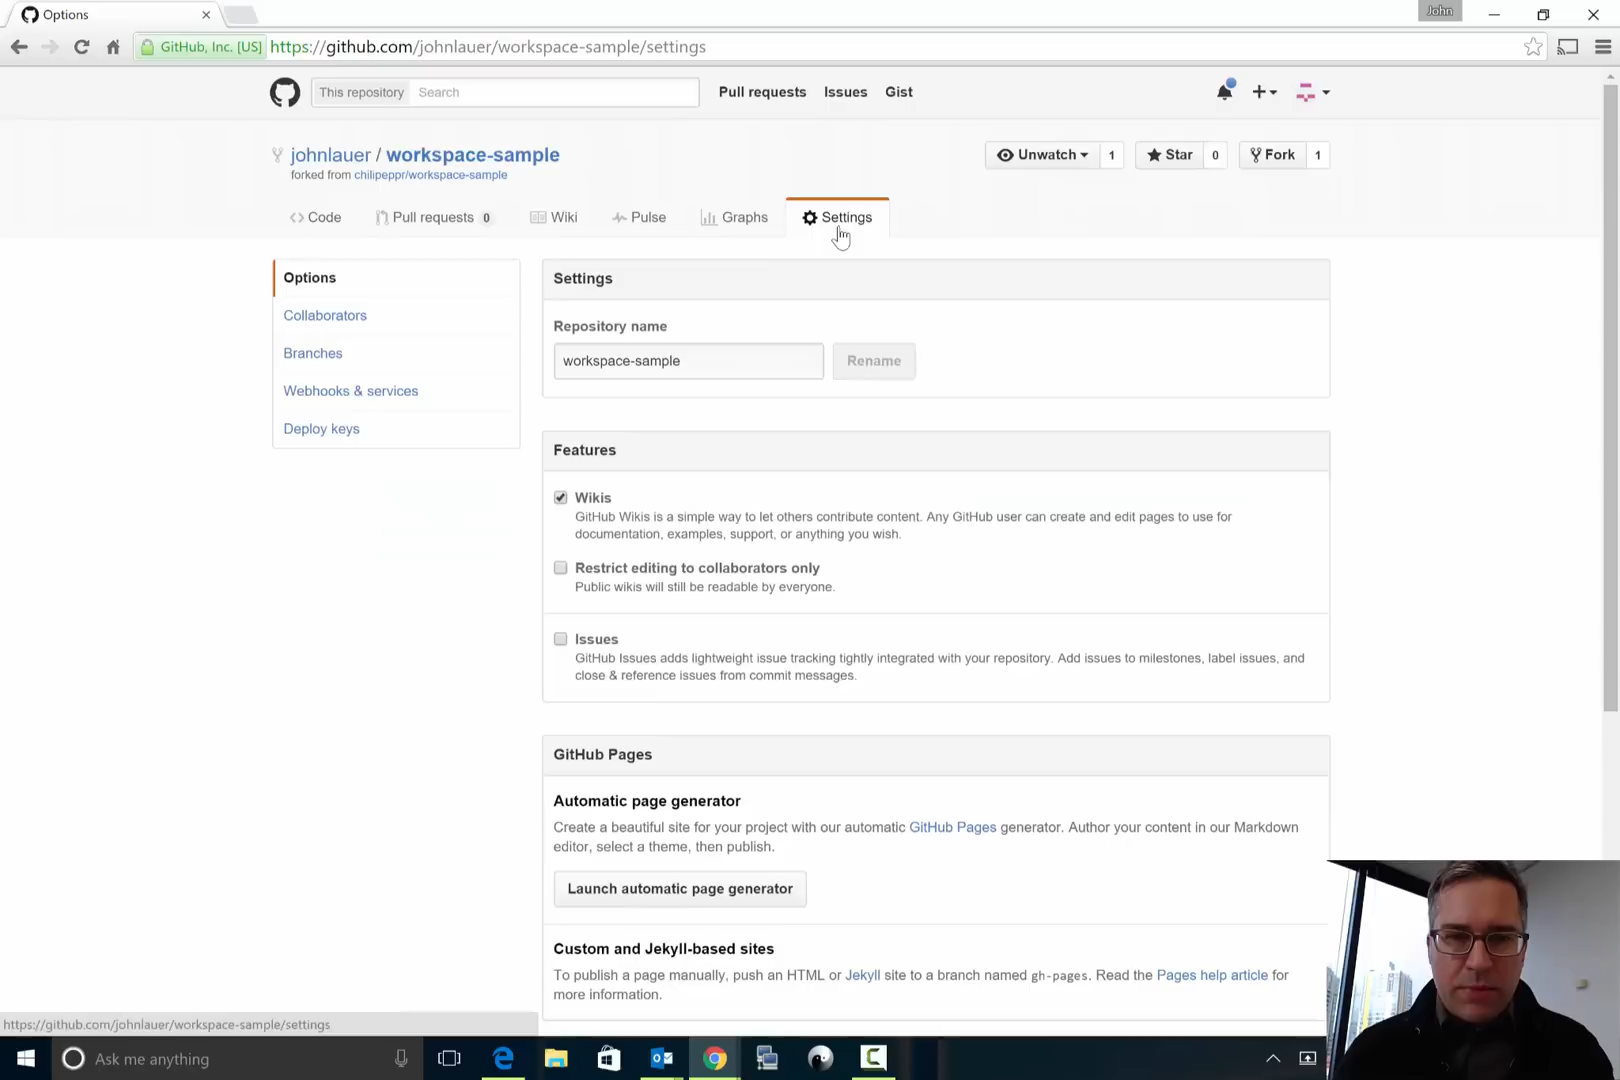 Options
John
GitHub, Inc. [US] https://github.com/johnlauer/workspace-sample/settings
This repository Search Pull requests Issues Gist
johnlauer / workspace-sample
forked from chilipeppr/workspace-sample
Unwatch 1 Star 0 Fork 1
Code Pull requests 0 Wiki Pulse Graphs Settings
Options
Collaborators
Branches
Webhooks & services
Deploy keys
Settings
Repository name
workspace-sample Rename
Features
Wikis
GitHub Wikis is a simple way to let others contribute content. Any GitHub user can create and edit pages to use for
documentation, examples, support, or anything you wish.
Restrict editing to collaborators only
Public wikis will still be readable by everyone.
Issues
GitHub Issues adds lightweight issue tracking tightly integrated with your repository. Add issues to milestones, label issues, and
close & reference issues from commit messages.
GitHub Pages
Automatic page generator
Create a beautiful site for your project with our automatic GitHub Pages generator. Author your content in our Markdown
editor, select a theme, then publish.
Launch automatic page generator
Custom and Jekyll-based sites
To publish a page manually, push an HTML or Jekyll site to a branch named gh-pages. Read the Pages help article for
more information.
https://github.com/johnlauer/workspace-sample/settings
Ask me anything